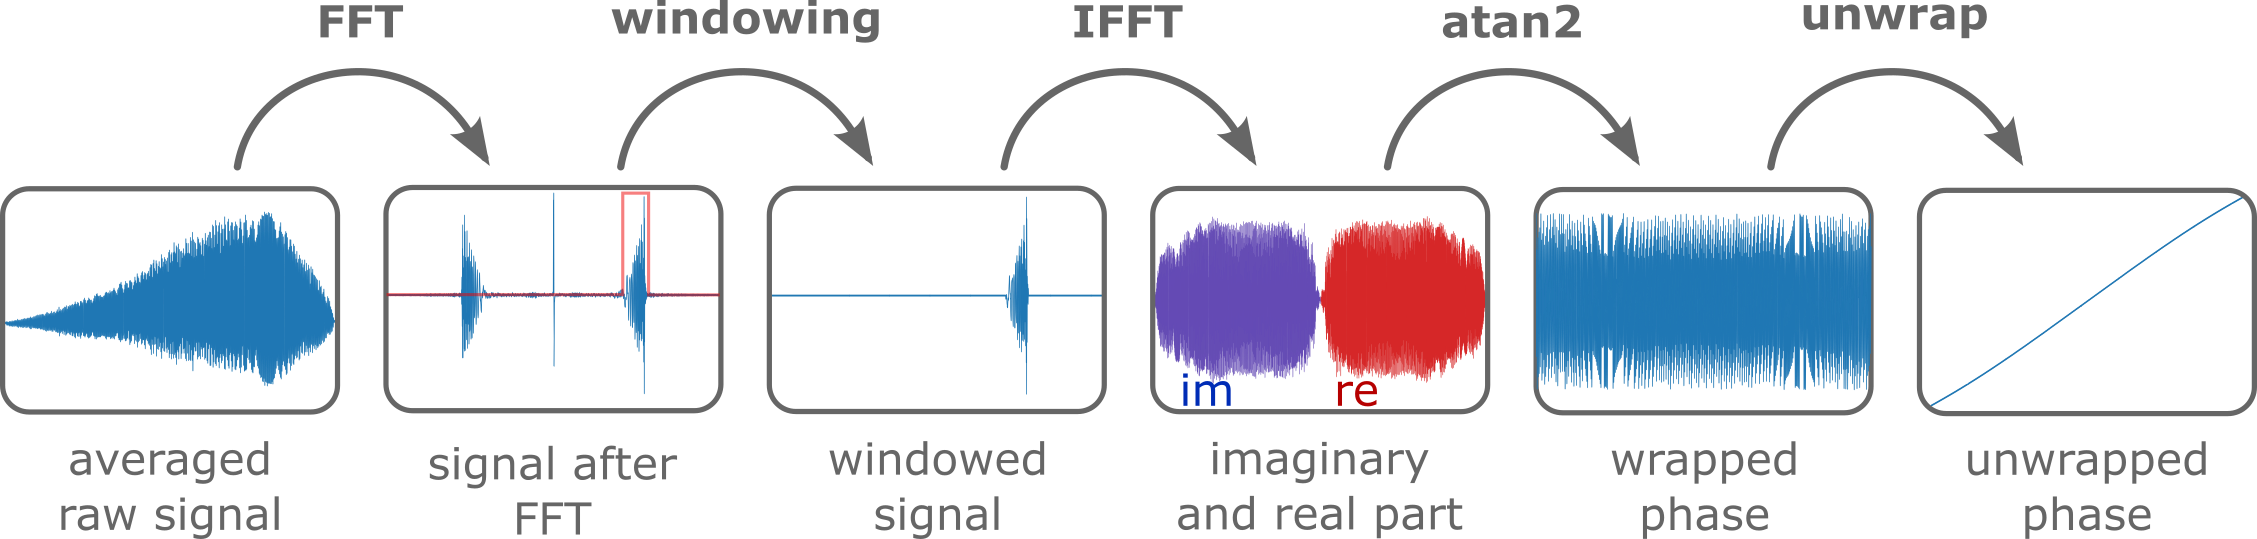 FFT
windowing
IFFT
atan2
unwrap
im
re
averaged
raw signal
signal after
FFT
windowed
signal
imaginary
and real part
wrapped
phase
unwrapped
phase